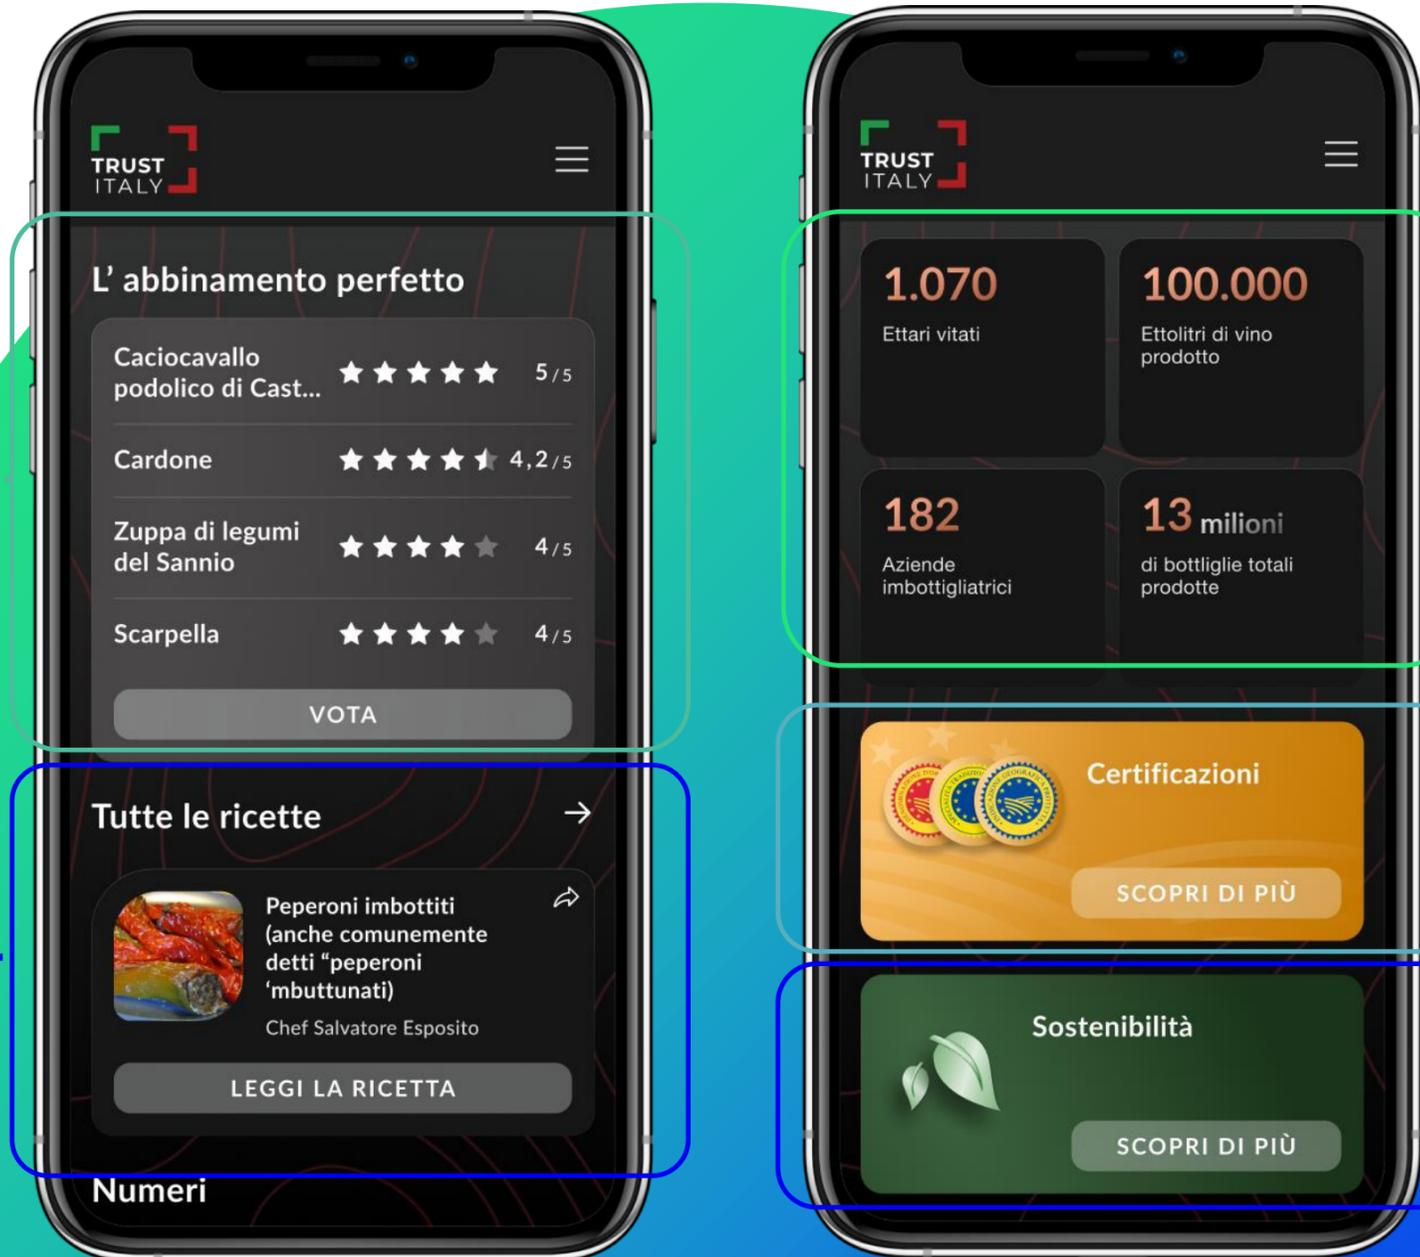 TRUST
ITALY
L' abbinamento perfetto
Caciocavallo
podolico di Cast...
5/5
Cardone
4,2/5
Zuppa di legumi
del Sannio
4/5
Scarpella
4/5
VOTA
Tutte le ricette
Peperoni imbottiti
(anche comunemente
detti “peperoni
‘mbuttunati)
Chef Salvatore Esposito
LEGGI LA RICETTA
Numeri
TRUST
ITALY
1.070
Ettari vitati
100.000
Ettolitri di vino
prodotto
182
Aziende
imbottigliatrici
13 milioni
di bottliglie totali
prodotte
Certificazioni
SCOPRI DI PIÙ
Sostenibilità
SCOPRI DI PIÙ